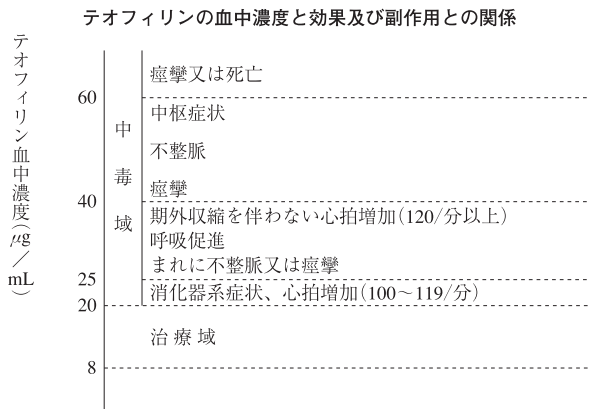 テオフィリンの血中濃度と効果及び副作用との関係
テオフィリン血中濃度(μg/mL)
痙攣又は死亡
60
中毒域
中枢症状
不整脈
痙攣
40
期外収縮を伴わない心拍増加(120/分以上)
呼吸促進
まれに不整脈又は痙攣
25
消化器系症状、心拍増加(100～119/分)
20
治療域
8